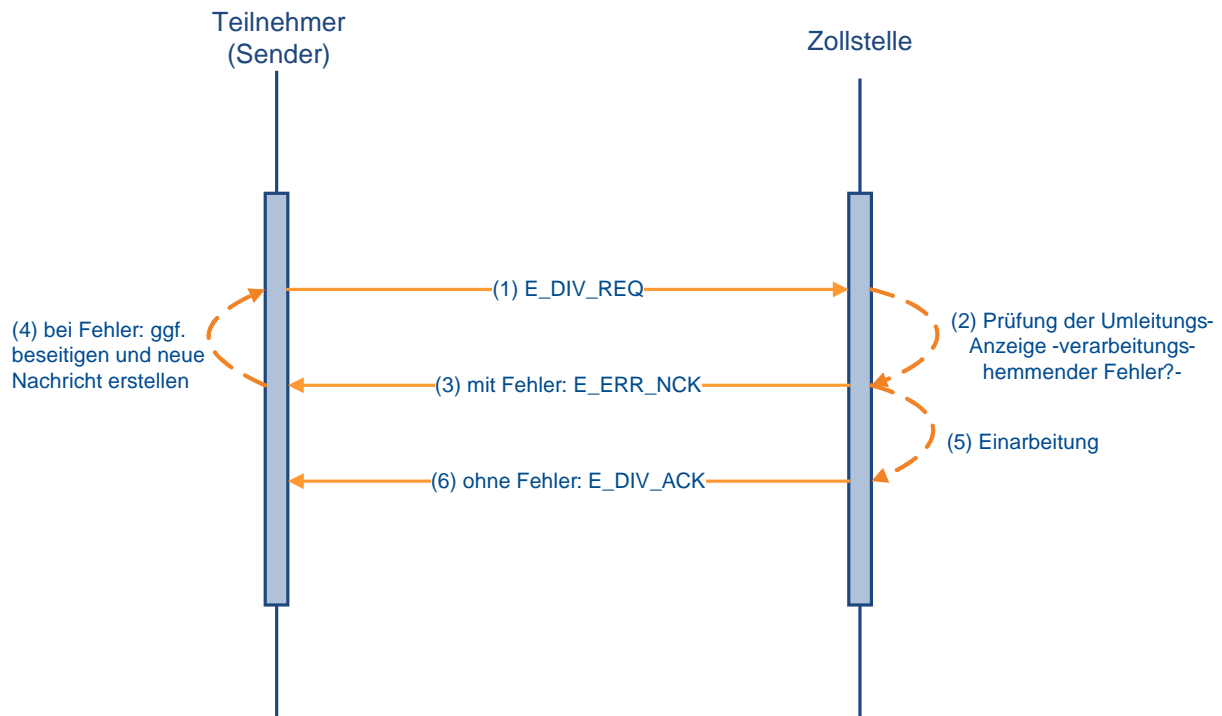 Teilnehmer
(Sender)
Zollstelle
(1) E_DIV_REQ
(2) Prüfung der Umleitungs-
Anzeige -verarbeitungs-
hemmender Fehler?-
(4) bei Fehler: ggf.
beseitigen und neue
Nachricht erstellen
(3) mit Fehler: E_ERR_NCK
(5) Einarbeitung
(6) ohne Fehler: E_DIV_ACK